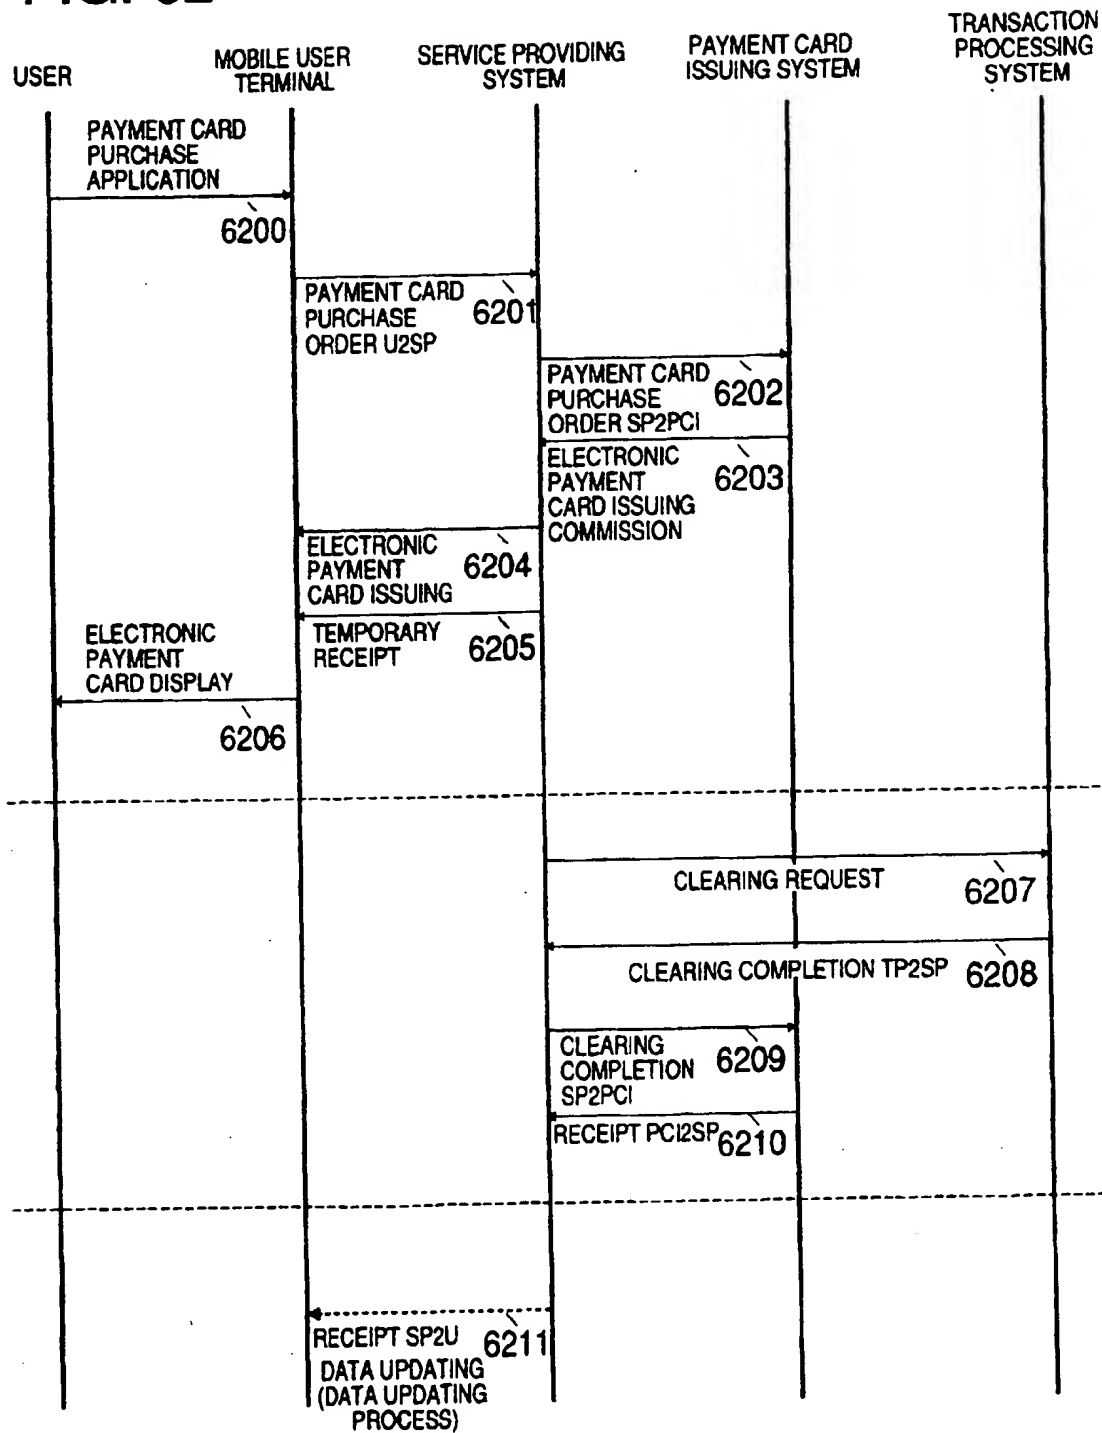 USER
MOBILE USER
TERMINAL
SERVICE PROVIDING
SYSTEM
PAYMENT CARD
ISSUING SYSTEM
TRANSACTION
PROCESSING
SYSTEM
PAYMENT CARD
PURCHASE
APPLICATION
6200
PAYMENT CARD
PURCHASE
ORDER U2SP
6201
PAYMENT CARD
PURCHASE
ORDER SP2PCI
6202
ELECTRONIC
PAYMENT
CARD ISSUING
COMMISSION
6203
ELECTRONIC
PAYMENT
CARD ISSUING
6204
TEMPORARY
RECEIPT
6205
ELECTRONIC
PAYMENT
CARD DISPLAY
6206
CLEARING REQUEST
6207
CLEARING COMPLETION TP2SP
6208
CLEARING
COMPLETION
SP2PCI
6209
RECEIPT PCI2SP
6210
RECEIPT SP2U
6211
DATA UPDATING
(DATA UPDATING
PROCESS)